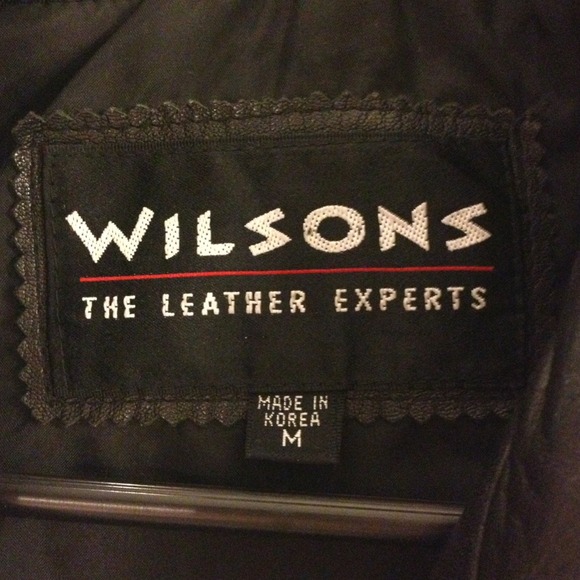 WILSONS
THE LEATHER EXPERTS
MADE IN
KOREA
M